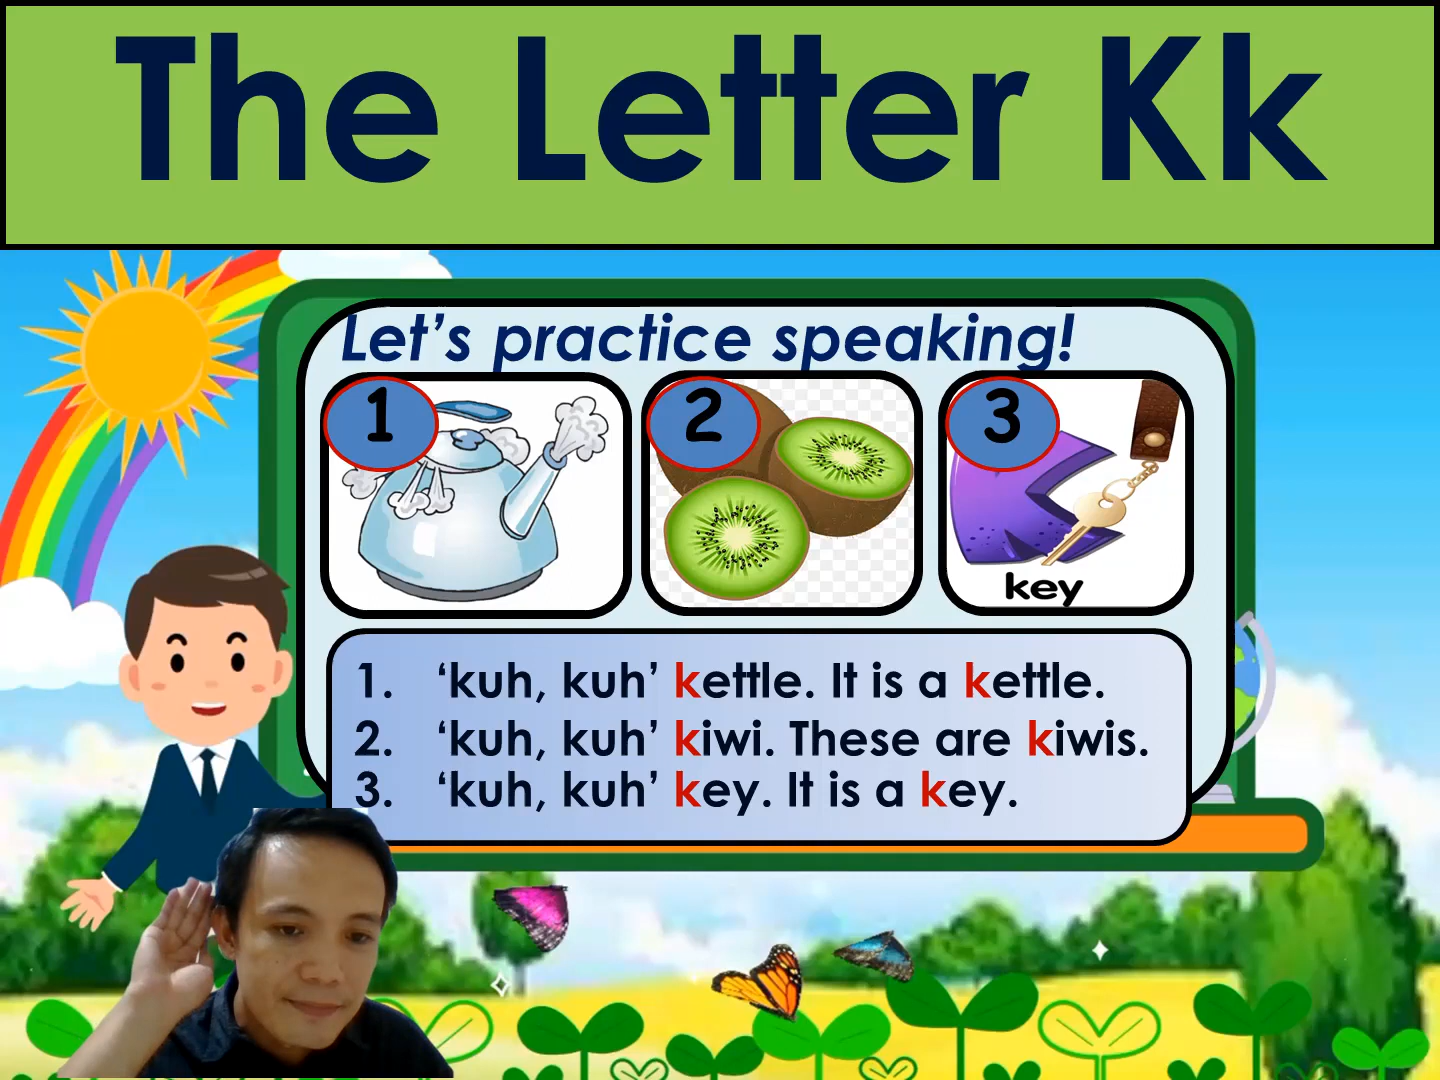 The Letter Kk
Let's practice speaking!
1
2
3
key
1. ‘kuh, kuh’ kettle. It is a kettle.
2. ‘kuh, kuh’ kiwi. These are kiwis.
3. ‘kuh, kuh’ key. It is a key.